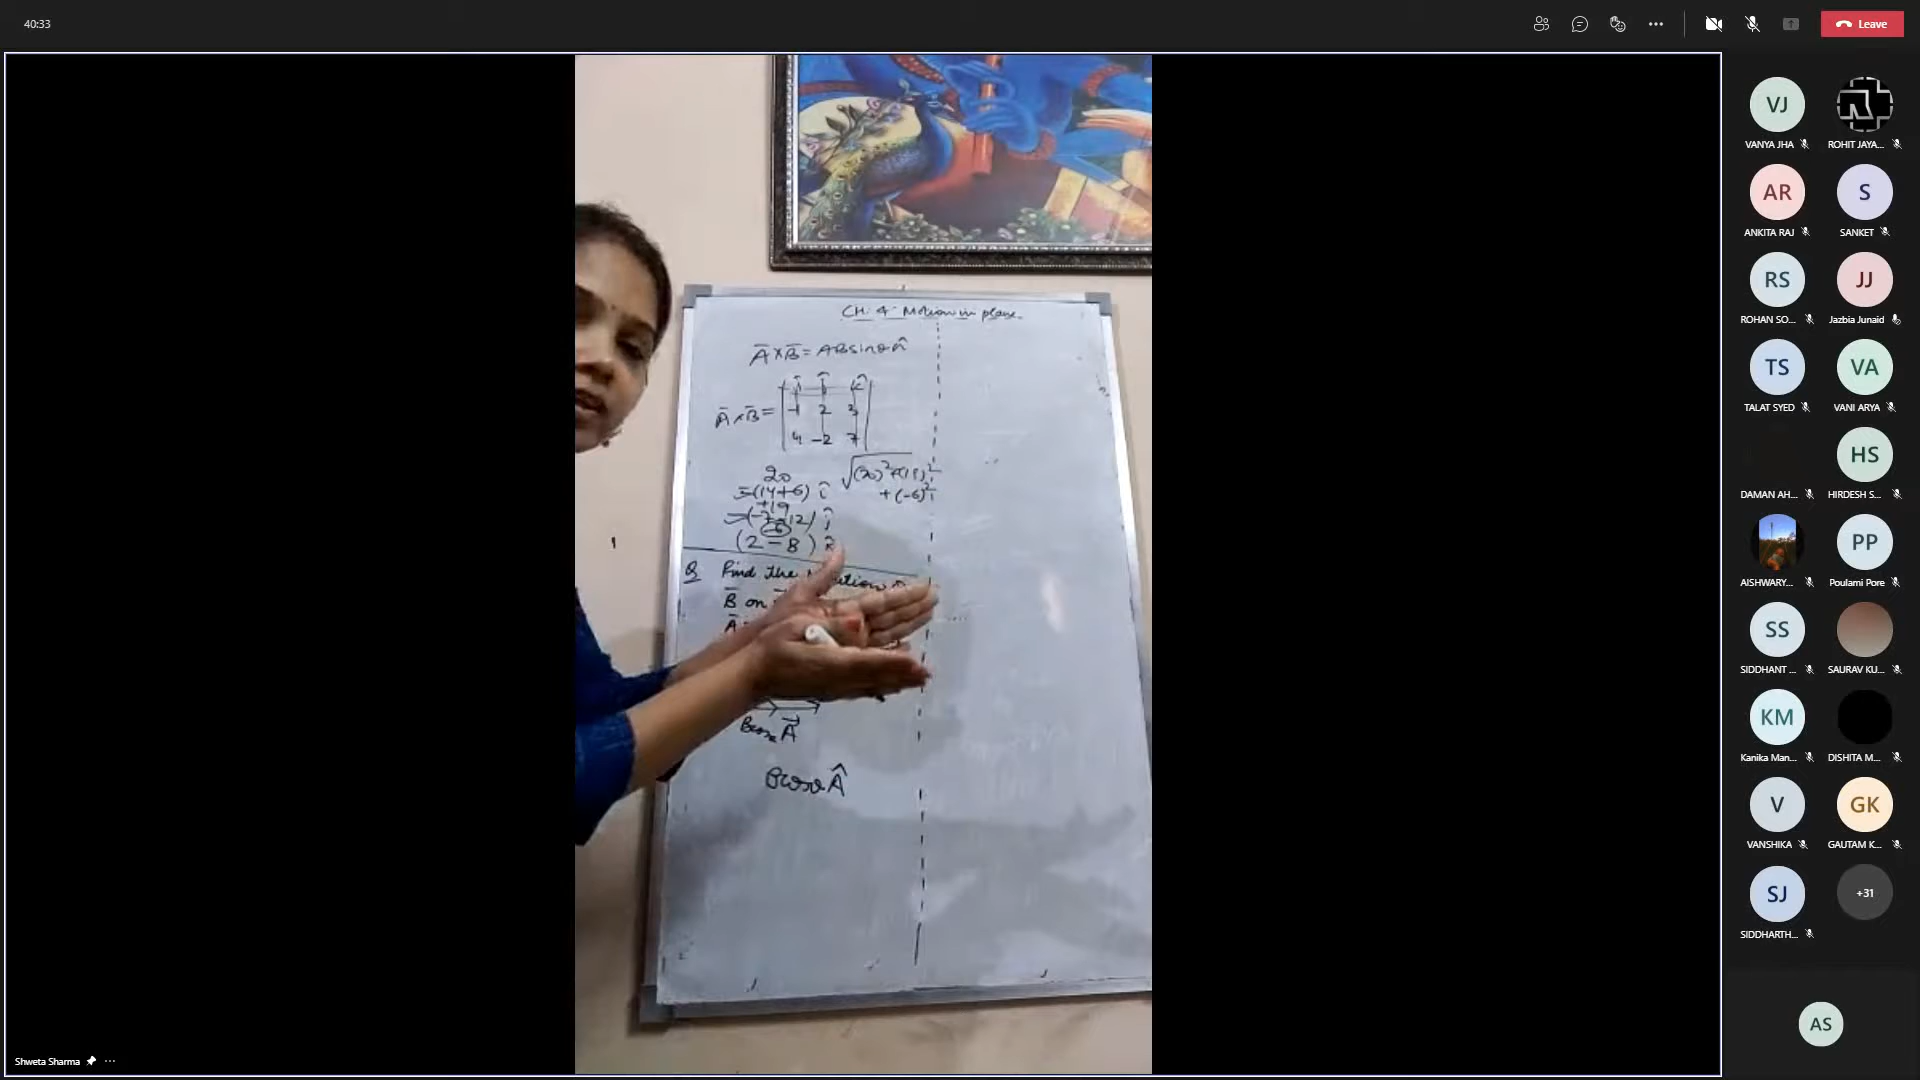 40:33
Leave
CH: 4 Motion in plane
A̅ × B̅ = AB sinθ n̂
A̅ × B̅ =
î ĵ k̂
-1 2 3
4 -2 7
20
(14+6) î
√(20)²+(19)²
+(-6)²
+19
-(-7-12) ĵ
-6
(2-8) k̂
Q Find the
B̅ on
A̅
Bcosθ A⃗
Bcosθ Â
VJ
VANYA JHA
ROHIT JAYA...
AR
ANKITA RAJ
S
SANKET
RS
ROHAN SO...
JJ
Jazbia Junaid
TS
TALAT SYED
VA
VANI ARYA
DAMAN AH...
HS
HIRDESH S...
AISHWARY...
PP
Poulami Pore
SS
SIDDHANT ...
SAURAV KU...
KM
Kanika Man...
DISHITA M...
V
VANSHIKA
GK
GAUTAM K...
SJ
SIDDHARTH...
+31
AS
Shweta Sharma